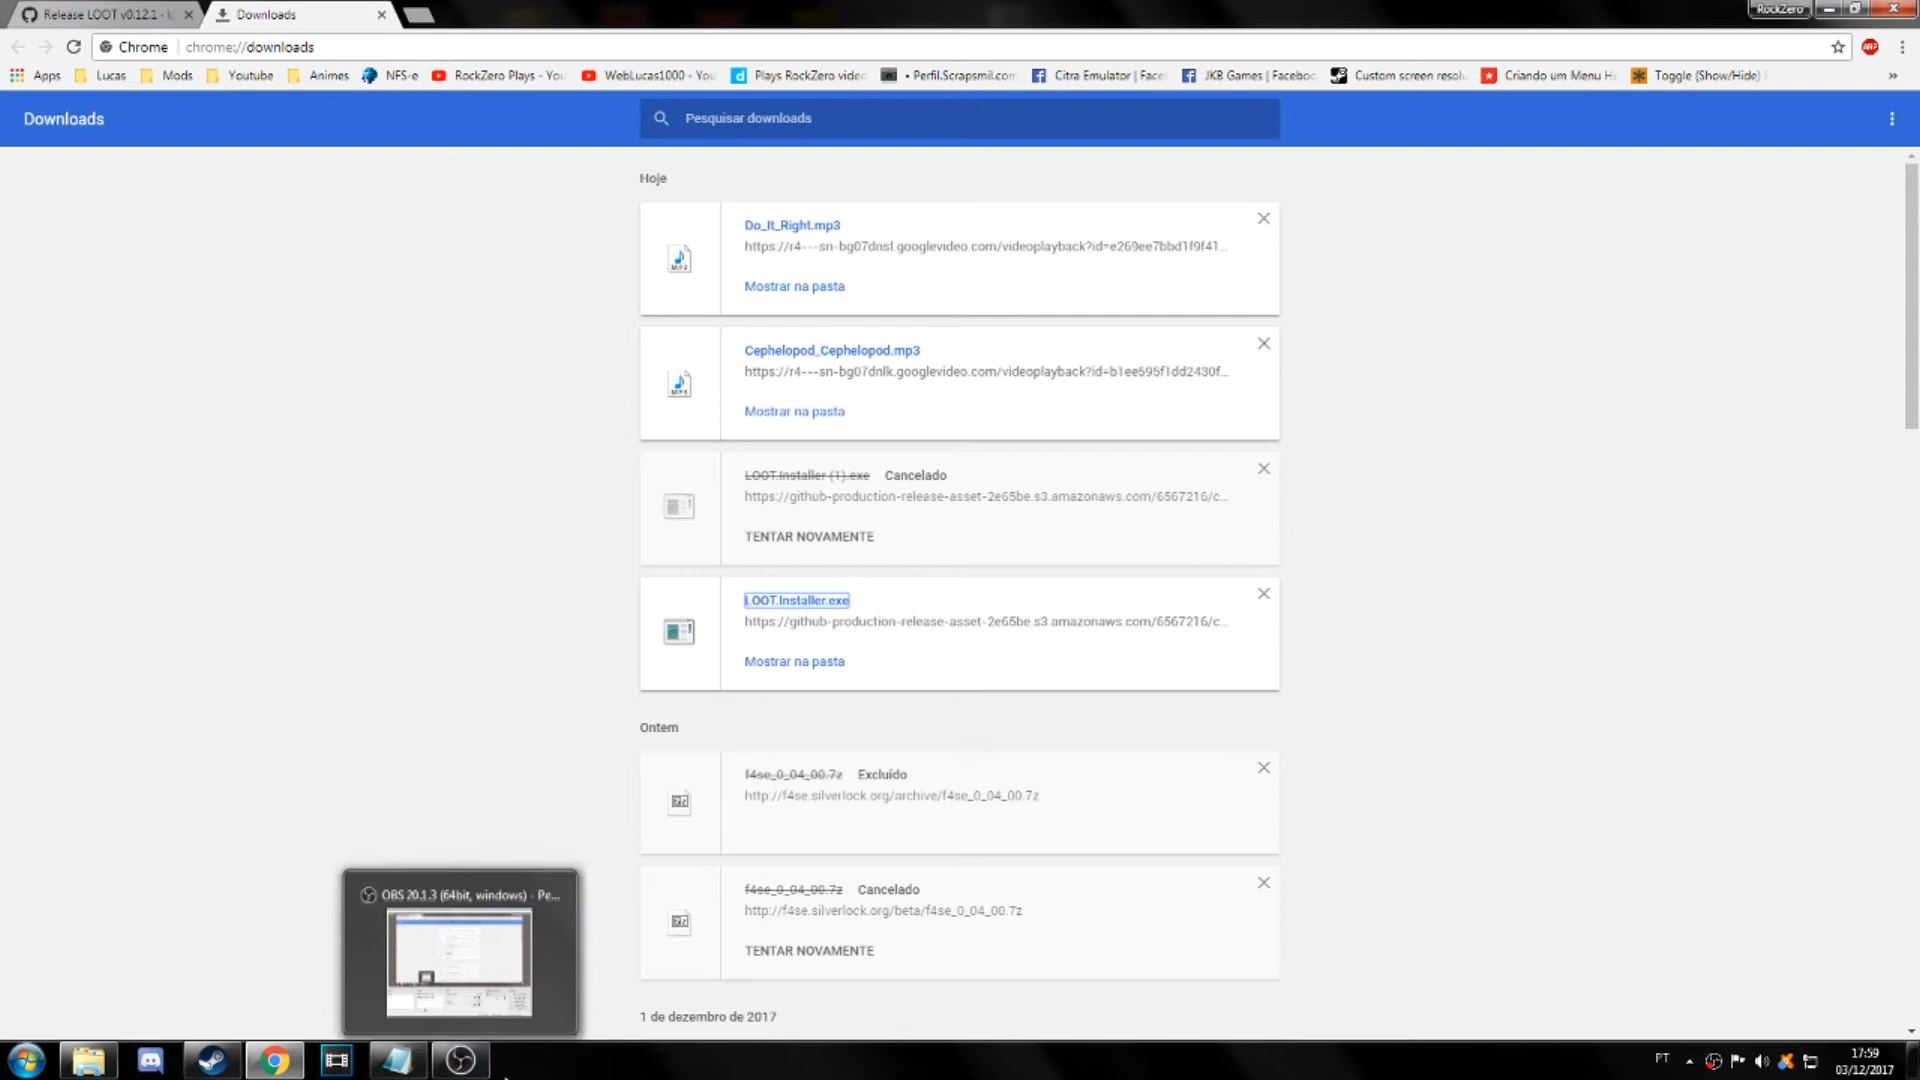 Release LOOT v0.12.1 - lo
Downloads
RockZero
Chrome
chrome://downloads
Apps
Lucas
Mods
Youtube
Animes
NFS-e
RockZero Plays - You
WebLucas1000 - You
Plays RockZero video
• Perfil.Scrapsmil.com
Citra Emulator | Face
JKB Games | Faceboo
Custom screen resol
Criando um Menu H
Toggle (Show/Hide)
»
Downloads
Pesquisar downloads
Hoje
Do_It_Right.mp3
https://r4---sn-bg07dnsl.googlevideo.com/videoplayback?id=e269ee7bbd1f9f41...
Mostrar na pasta
Cephelopod_Cephelopod.mp3
https://r4---sn-bg07dnlk.googlevideo.com/videoplayback?id=b1ee595f1dd2430f...
Mostrar na pasta
LOOT.Installer (1).exe Cancelado
https://github-production-release-asset-2e65be.s3.amazonaws.com/6567216/c...
TENTAR NOVAMENTE
LOOT.Installer.exe
https://github-production-release-asset-2e65be.s3.amazonaws.com/6567216/c...
Mostrar na pasta
Ontem
f4se_0_04_00.7z Excluído
http://f4se.silverlock.org/archive/f4se_0_04_00.7z
f4se_0_04_00.7z Cancelado
http://f4se.silverlock.org/beta/f4se_0_04_00.7z
TENTAR NOVAMENTE
1 de dezembro de 2017
OBS 20.1.3 (64bit, windows) - Pe...
PT
17:59
03/12/2017